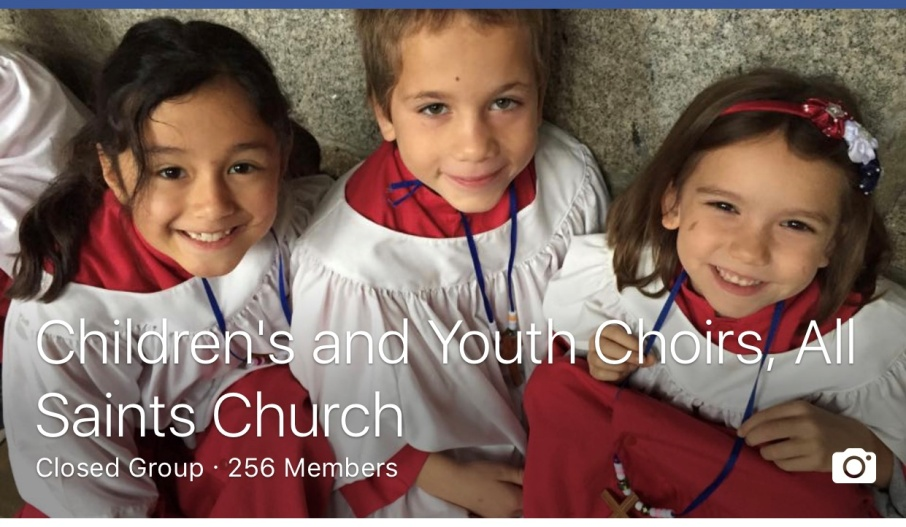 Children's and Youth Choirs, All
Saints Church
Closed Group · 256 Members